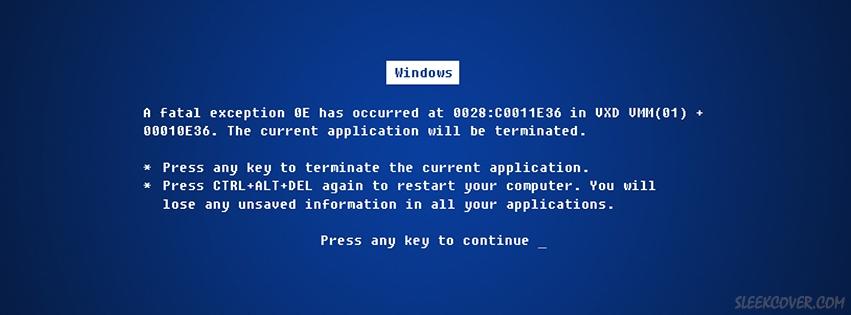 Windows
A fatal exception 0E has occurred at 0028:C0011E36 in VXD VMM(01) +
00010E36. The current application will be terminated.
* Press any key to terminate the current application.
* Press CTRL+ALT+DEL again to restart your computer. You will
lose any unsaved information in all your applications.
Press any key to continue _
SLEEKCOVER.COM